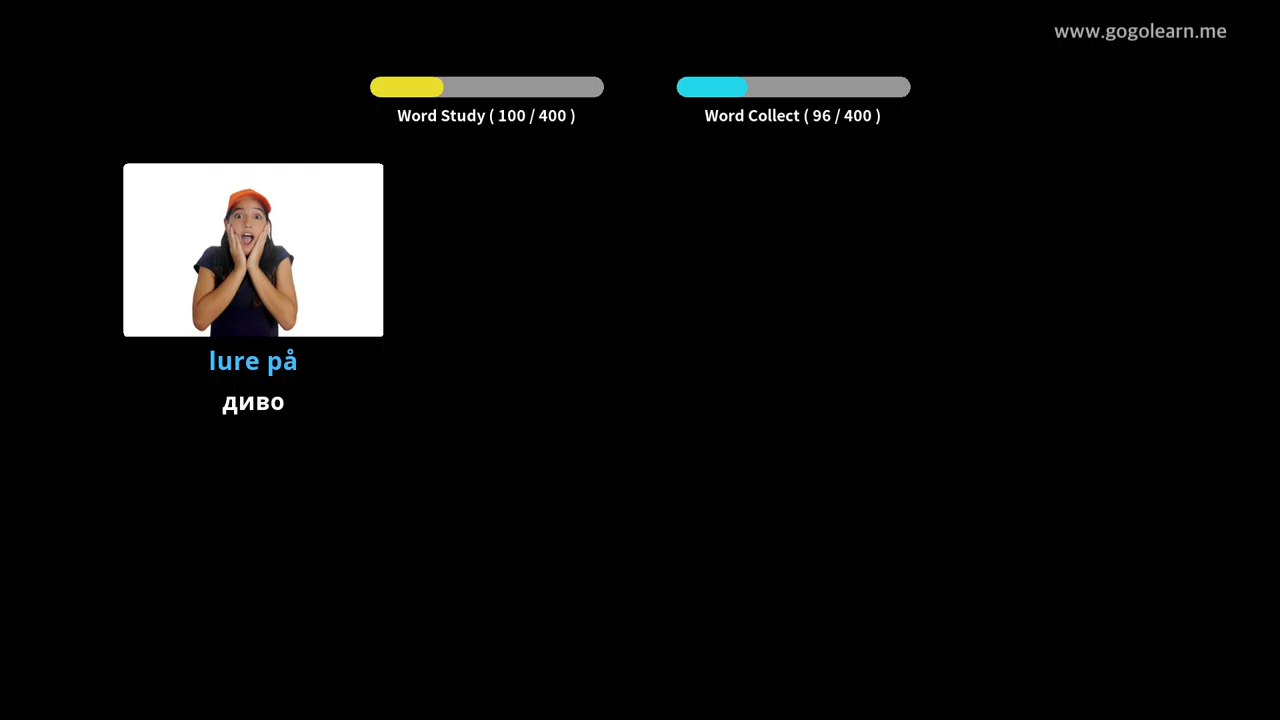 www.gogolearn.me
Word Study ( 100 / 400 )
Word Collect ( 96 / 400 )
lure på
диво